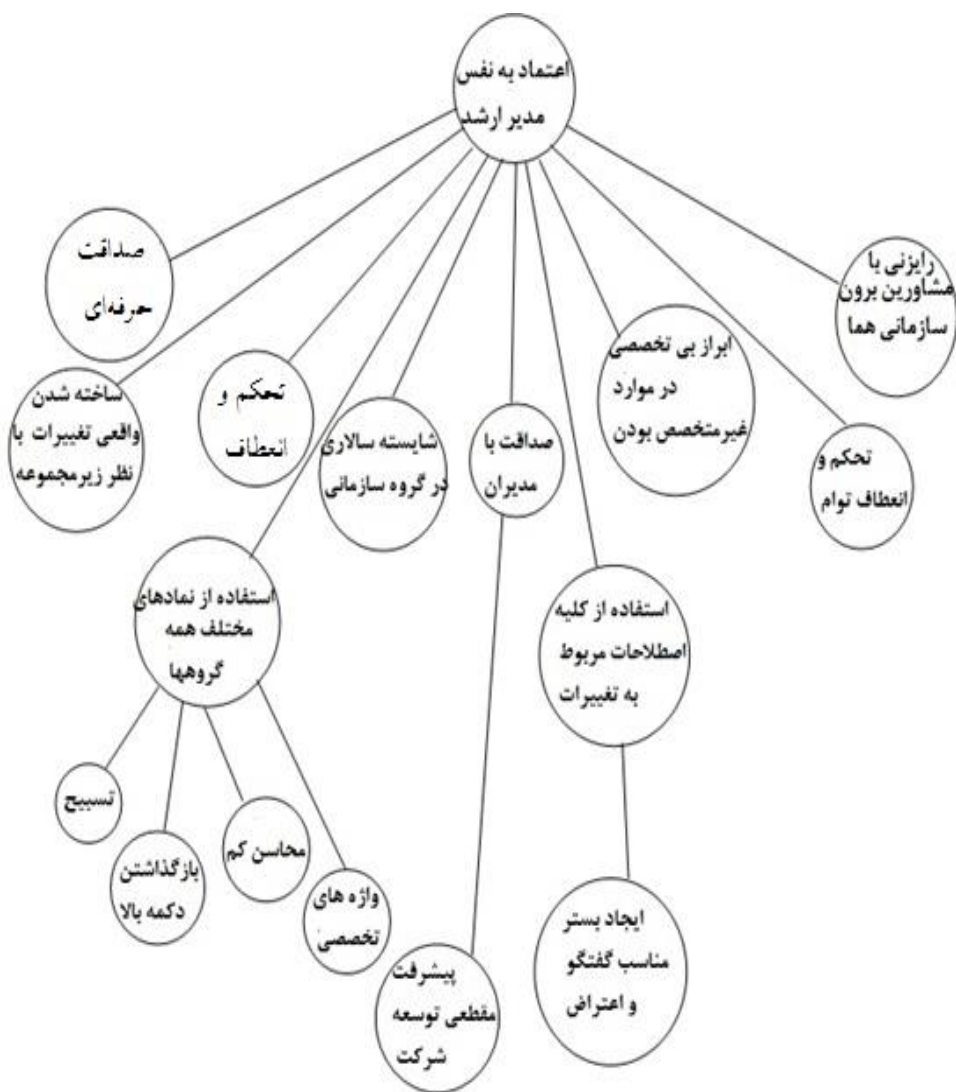 اعتماد به نفس
مدیر ارشد
رایزنی با
مشاورین برون
سازمانی هما
صداقت
حرفه‌ای
ابراز بی تخصصی
در موارد
غیرمتخصص بودن
ساخته شدن
واقعی تغییرات با
نظر زیرمجموعه
تحکم و
انعطاف
شایسته سالاری
در گروه سازمانی
صداقت با
مدیران
تحکم و
انعطاف توام
استفاده از نمادهای
مختلف همه
گروهها
استفاده از کلیه
اصطلاحات مربوط
به تغییرات
تسبیح
بازگذاشتن
دکمه بالا
محاسن کم
واژه های
تخصصی
پیشرفت
مقطعی توسعه
شرکت
ایجاد بستر
مناسب گفتگو
و اعتراض